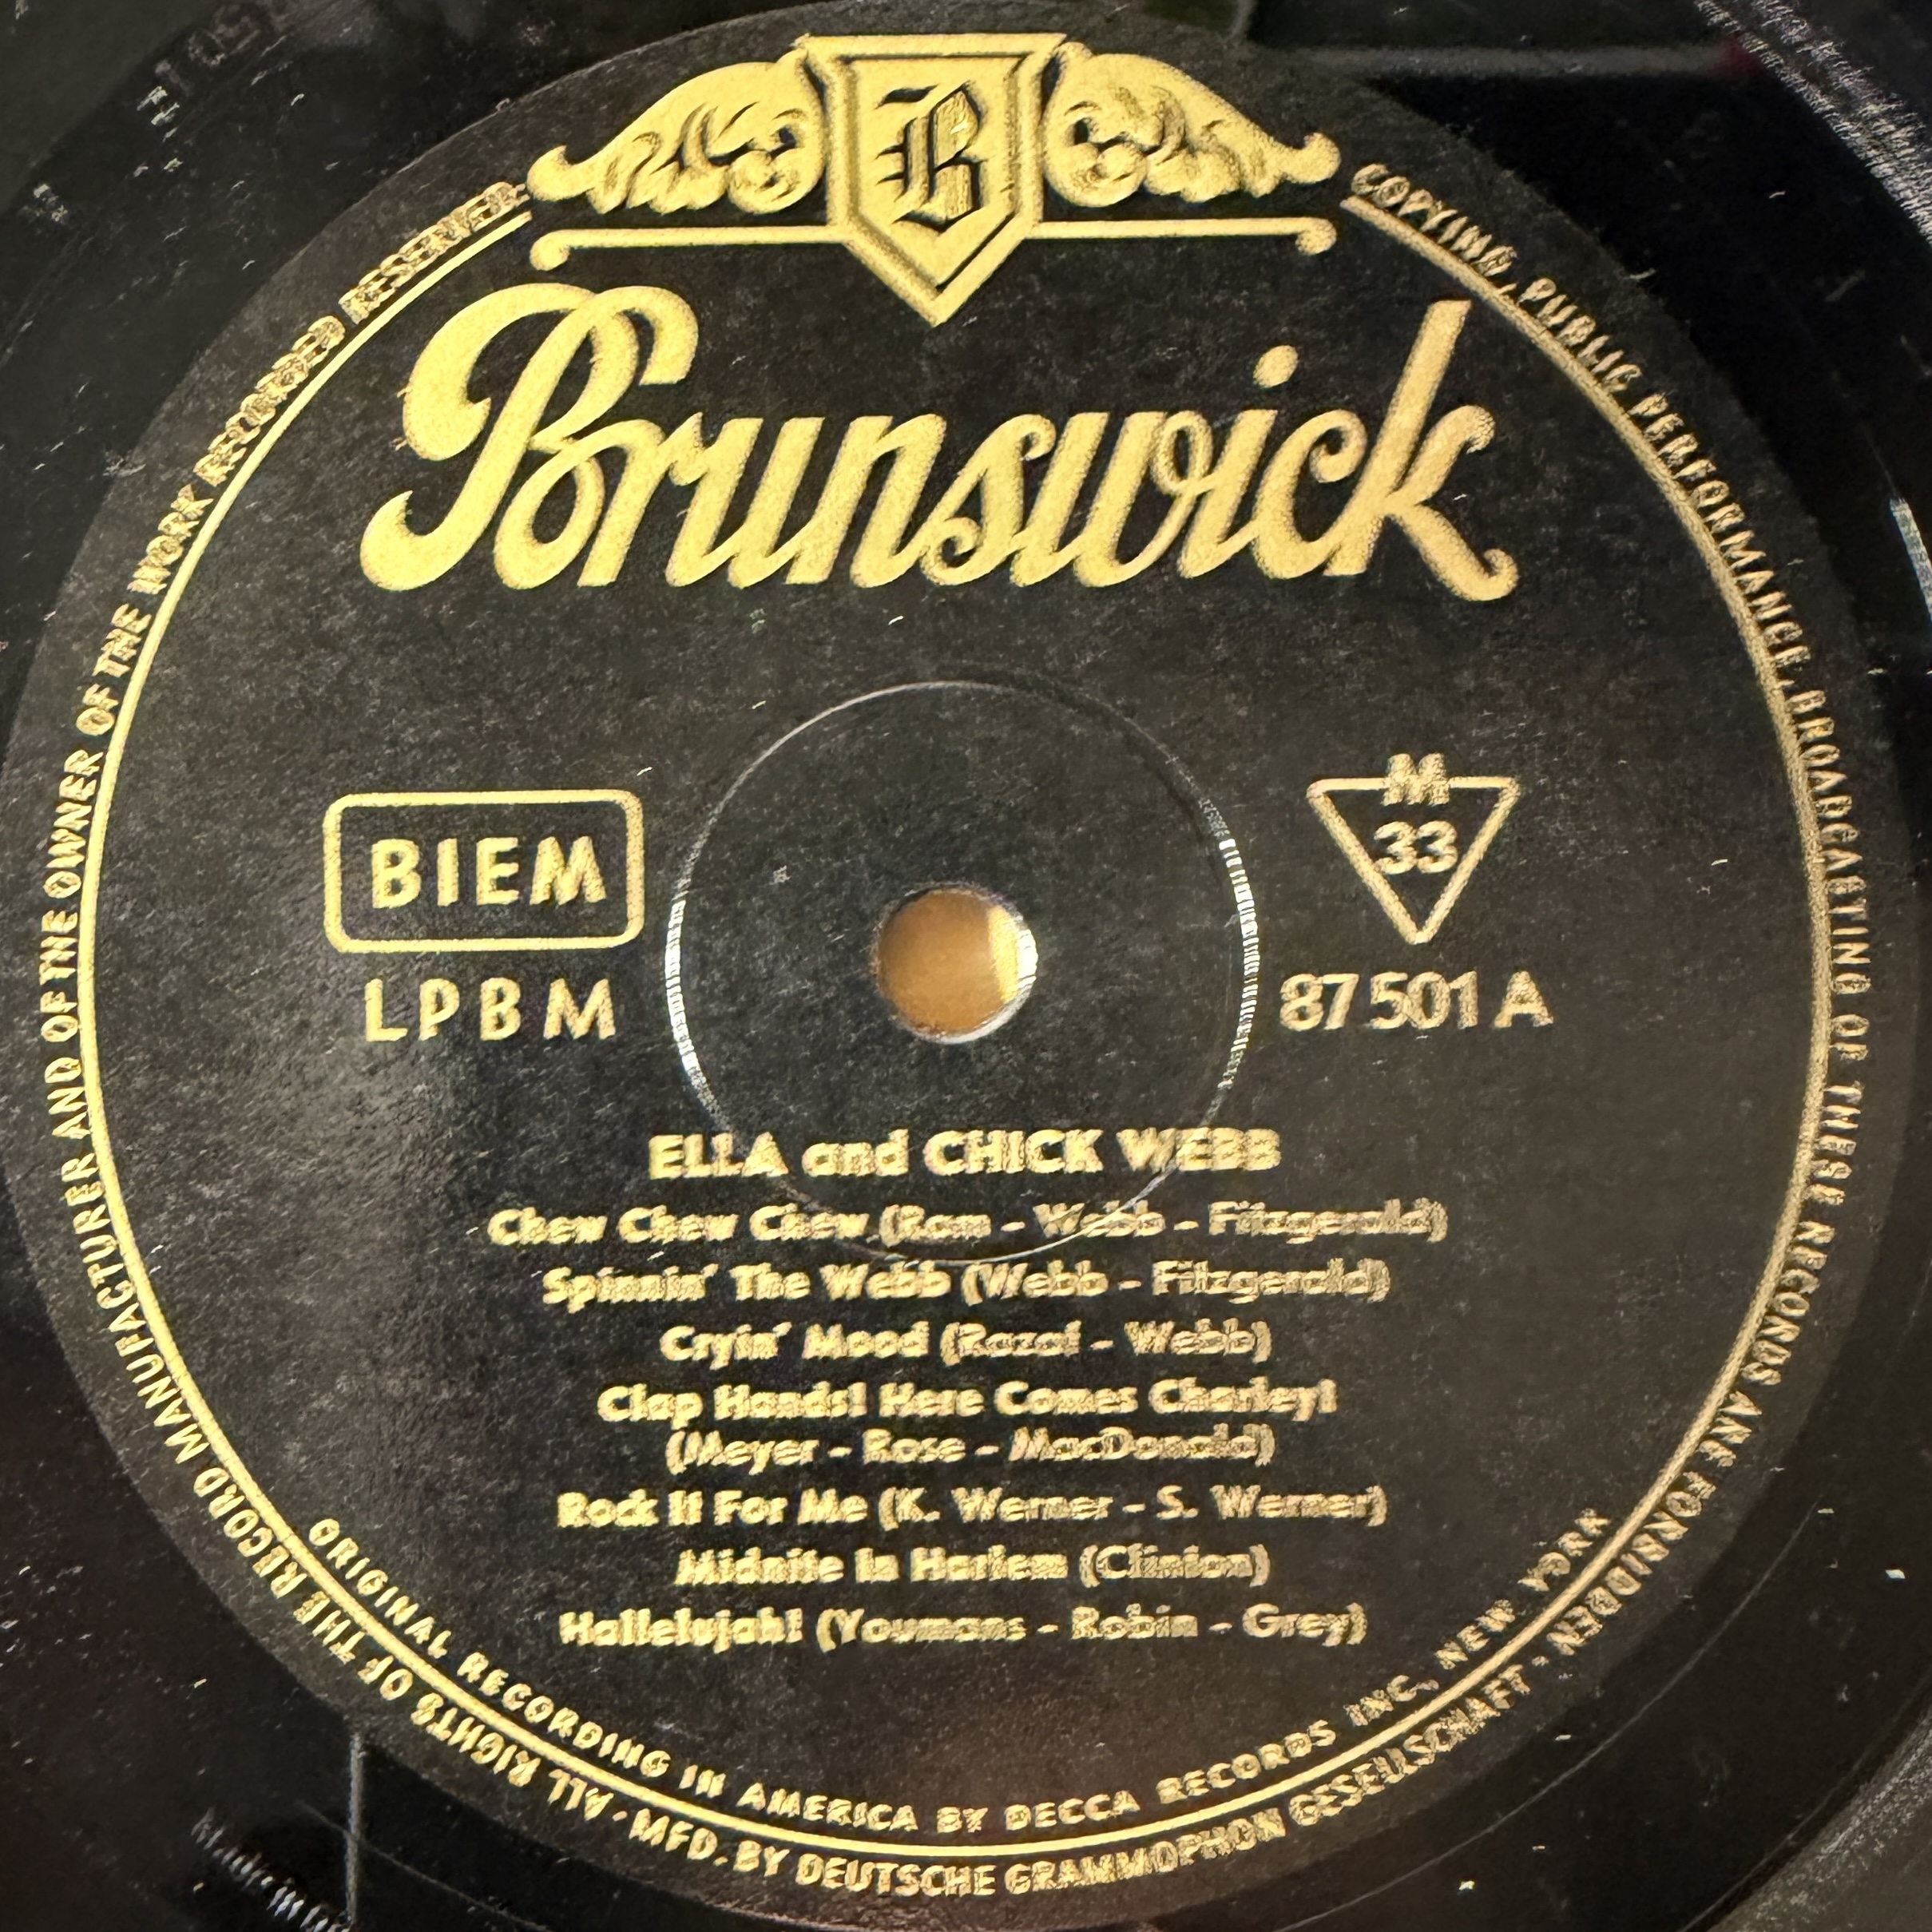 B
Brunswick
BIEM
LPBM
M
33
87501 A
ELLA and CHICK WEBB
Chew Chew Chew (Ram - Webb - Fitzgerald)
Spinnin' The Webb (Webb - Fitzgerald)
Cryin' Mood (Razaf - Webb)
Clap Hands! Here Comes Charley!
(Meyer - Rose - MacDonald)
Rock It For Me (K. Werner - S. Werner)
Midnite In Harlem (Clinton)
Hallelujah! (Youmans - Robin - Grey)
ORIGINAL RECORDING IN AMERICA BY DECCA RECORDS INC., NEW YORK
MFD. BY DEUTSCHE GRAMMOPHON GESELLSCHAFT ·
ALL RIGHTS OF THE RECORD MANUFACTURER AND OF THE OWNER OF THE WORK RECORDED RESERVED
COPYING, PUBLIC PERFORMANCE, BROADCASTING OF THESE RECORDS ARE FORBIDDEN ·